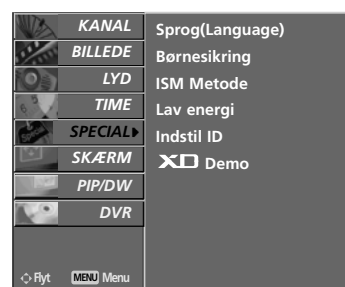 KANAL
BILLEDE
LYD
TIME
SPECIAL
SKÆRM
PIP/DW
DVR
Flyt MENU Menu
Sprog(Language)
Børnesikring
ISM Metode
Lav energi
Indstil ID
XD Demo